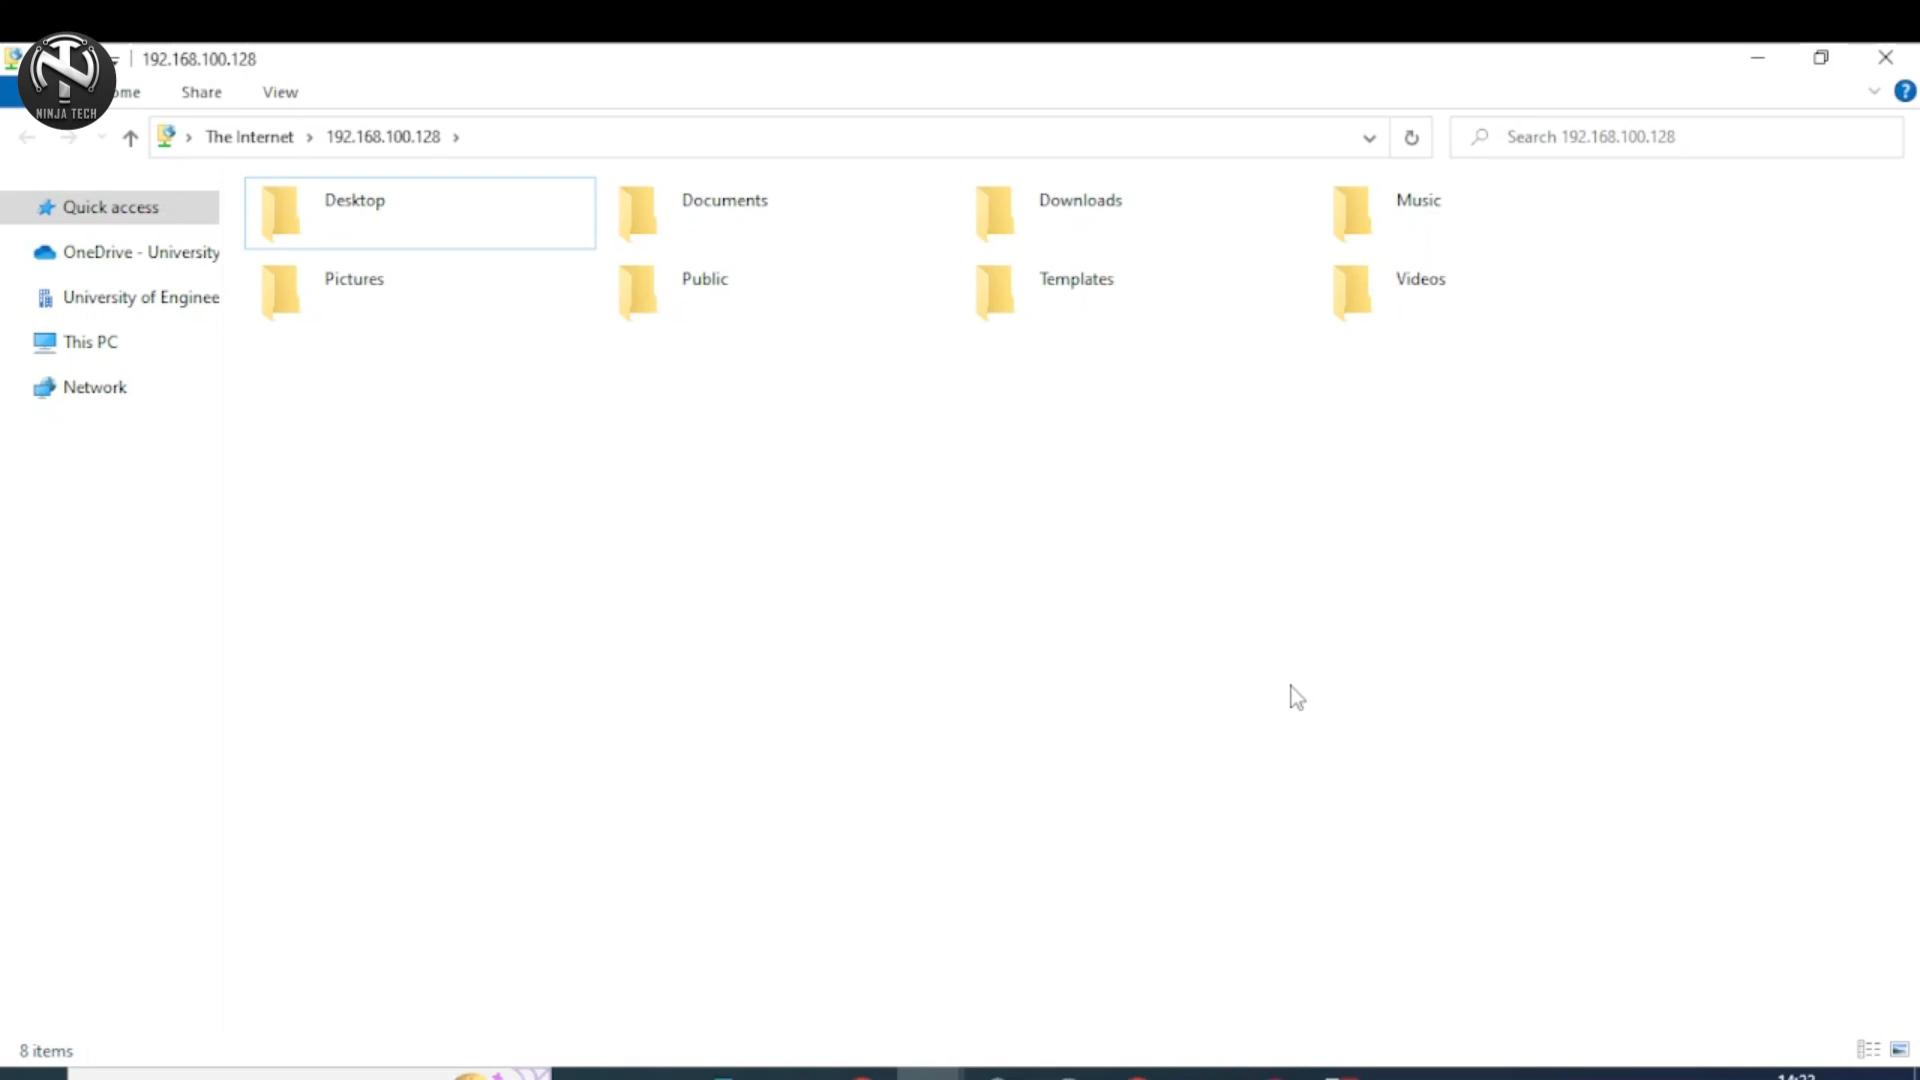 192.168.100.128
NINJA TECH
ome Share View
The Internet 192.168.100.128
Search 192.168.100.128
Quick access
OneDrive - University
University of Enginee
This PC
Network
Desktop Documents Downloads Music
Pictures Public Templates Videos
8 items